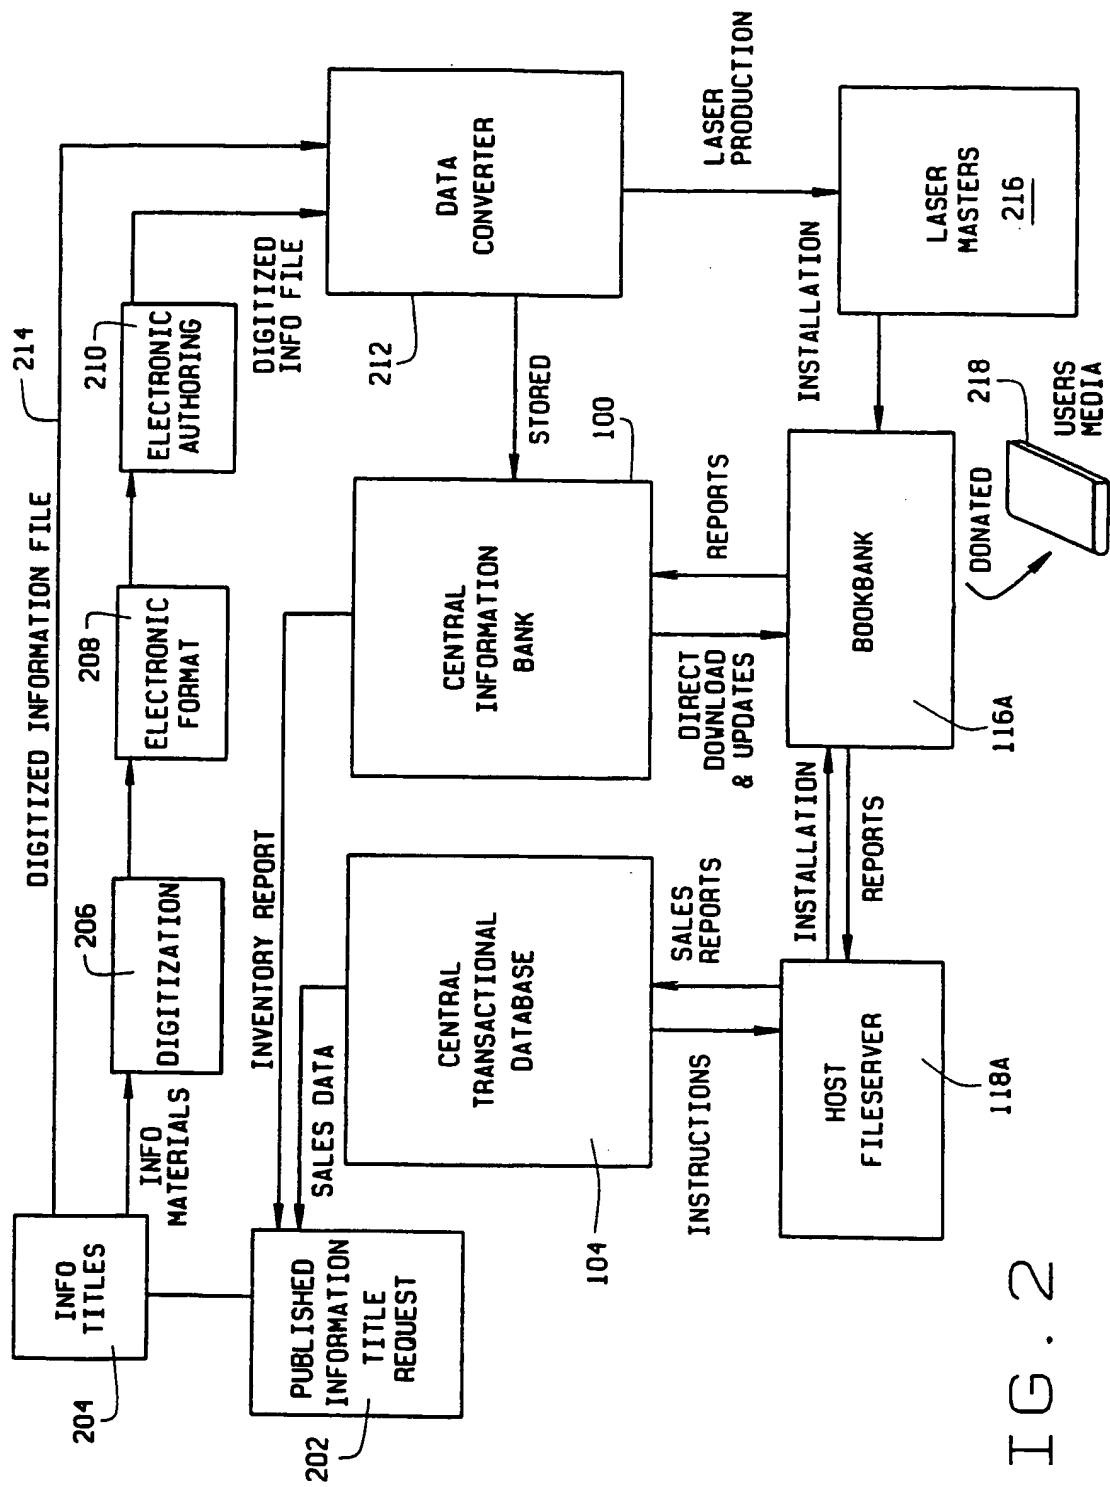 204
INFO
TITLES
DIGITIZED INFORMATION FILE
214
INFO
MATERIALS
206
DIGITIZATION
208
ELECTRONIC
FORMAT
210
ELECTRONIC
AUTHORING
DIGITIZED
INFO FILE
202
PUBLISHED
INFORMATION
TITLE
REQUEST
INVENTORY REPORT
SALES DATA
212
DATA
CONVERTER
104
CENTRAL
TRANSACTIONAL
DATABASE
CENTRAL
INFORMATION
BANK
STORED
100
INSTRUCTIONS
SALES
REPORTS
DIRECT
DOWNLOAD
& UPDATES
REPORTS
LASER
PRODUCTION
HOST
FILESERVER
118A
INSTALLATION
REPORTS
BOOKBANK
116A
INSTALLATION
LASER
MASTERS
216
DONATED
218
USERS
MEDIA
IG. 2